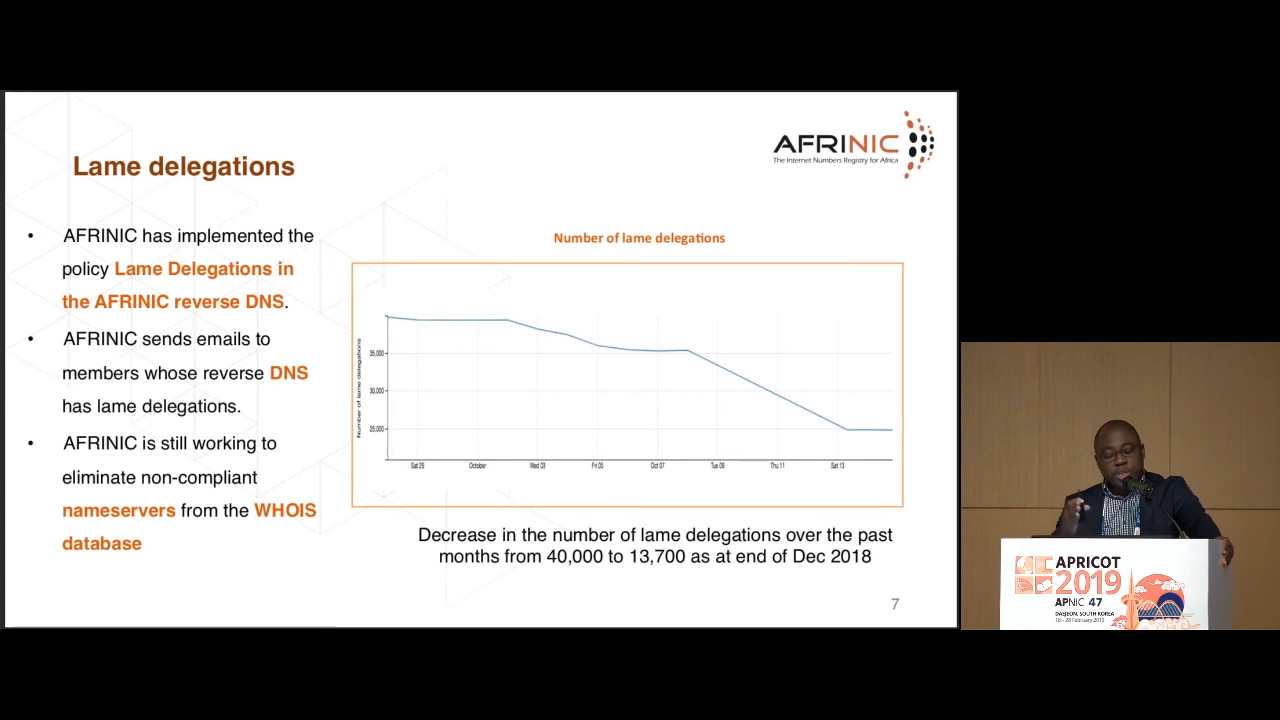 AFRINIC
The Internet Numbers Registry for Africa
Lame delegations
• AFRINIC has implemented the
policy Lame Delegations in
the AFRINIC reverse DNS.
• AFRINIC sends emails to
members whose reverse DNS
has lame delegations.
• AFRINIC is still working to
eliminate non-compliant
nameservers from the WHOIS
database
Number of lame delegations
Number of lame delegations
35,000
30,000
25,000
Sat 29 October Wed 03 Fri 05 Oct 07 Tue 09 Thu 11 Sat 13
Decrease in the number of lame delegations over the past
months from 40,000 to 13,700 as at end of Dec 2018
7
APRICOT
2019
APNIC 47
DAEJEON, SOUTH KOREA
18 - 28 February 2019